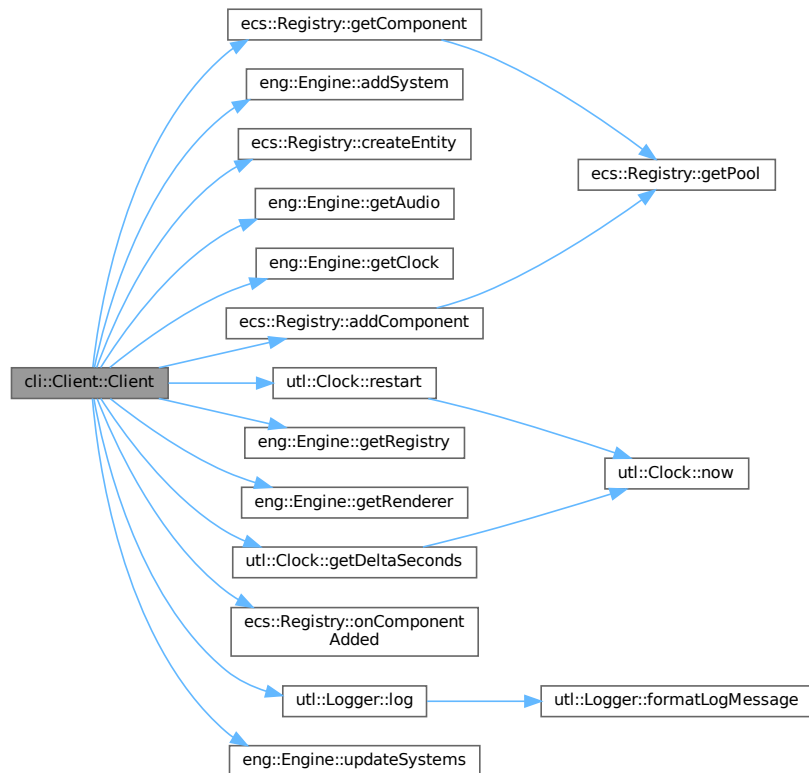 ecs::Registry::getComponent
eng::Engine::addSystem
ecs::Registry::createEntity
ecs::Registry::getPool
eng::Engine::getAudio
eng::Engine::getClock
ecs::Registry::addComponent
cli::Client::Client
utl::Clock::restart
eng::Engine::getRegistry
utl::Clock::now
eng::Engine::getRenderer
utl::Clock::getDeltaSeconds
ecs::Registry::onComponent
Added
utl::Logger::log
utl::Logger::formatLogMessage
eng::Engine::updateSystems